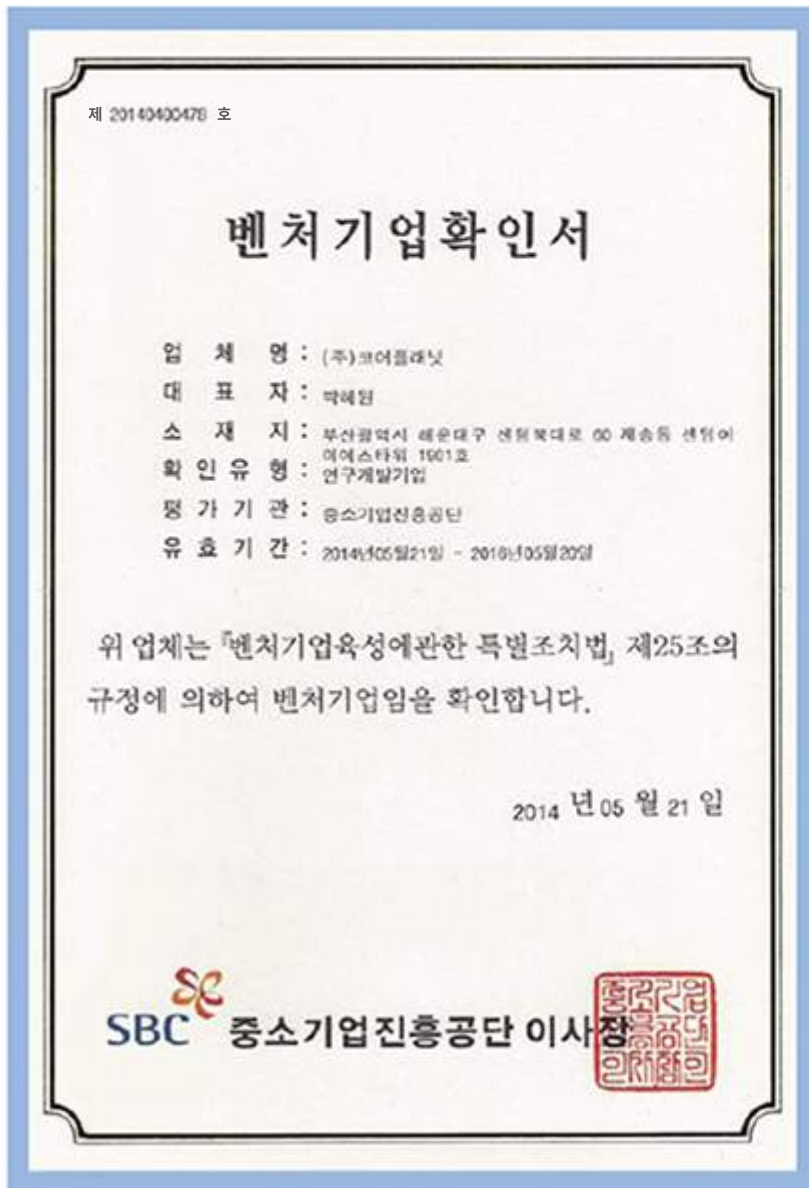 제 20140400478 호
벤처기업확인서
업 체 명 : (주)코어플래닛
대 표 자 : 박혜원
소 재 지 : 부산광역시 해운대구 센텀북대로 60 재송동 센텀아
이에스타워 1901호
확 인 유 형 : 연구개발기업
평 가 기 관 : 중소기업진흥공단
유 효 기 간 : 2014년05월21일 - 2016년05월20일
위 업체는 『벤처기업육성에관한 특별조치법』 제25조의
규정에 의하여 벤처기업임을 확인합니다.
2014 년 05 월 21 일
SBC 중소기업진흥공단 이사장